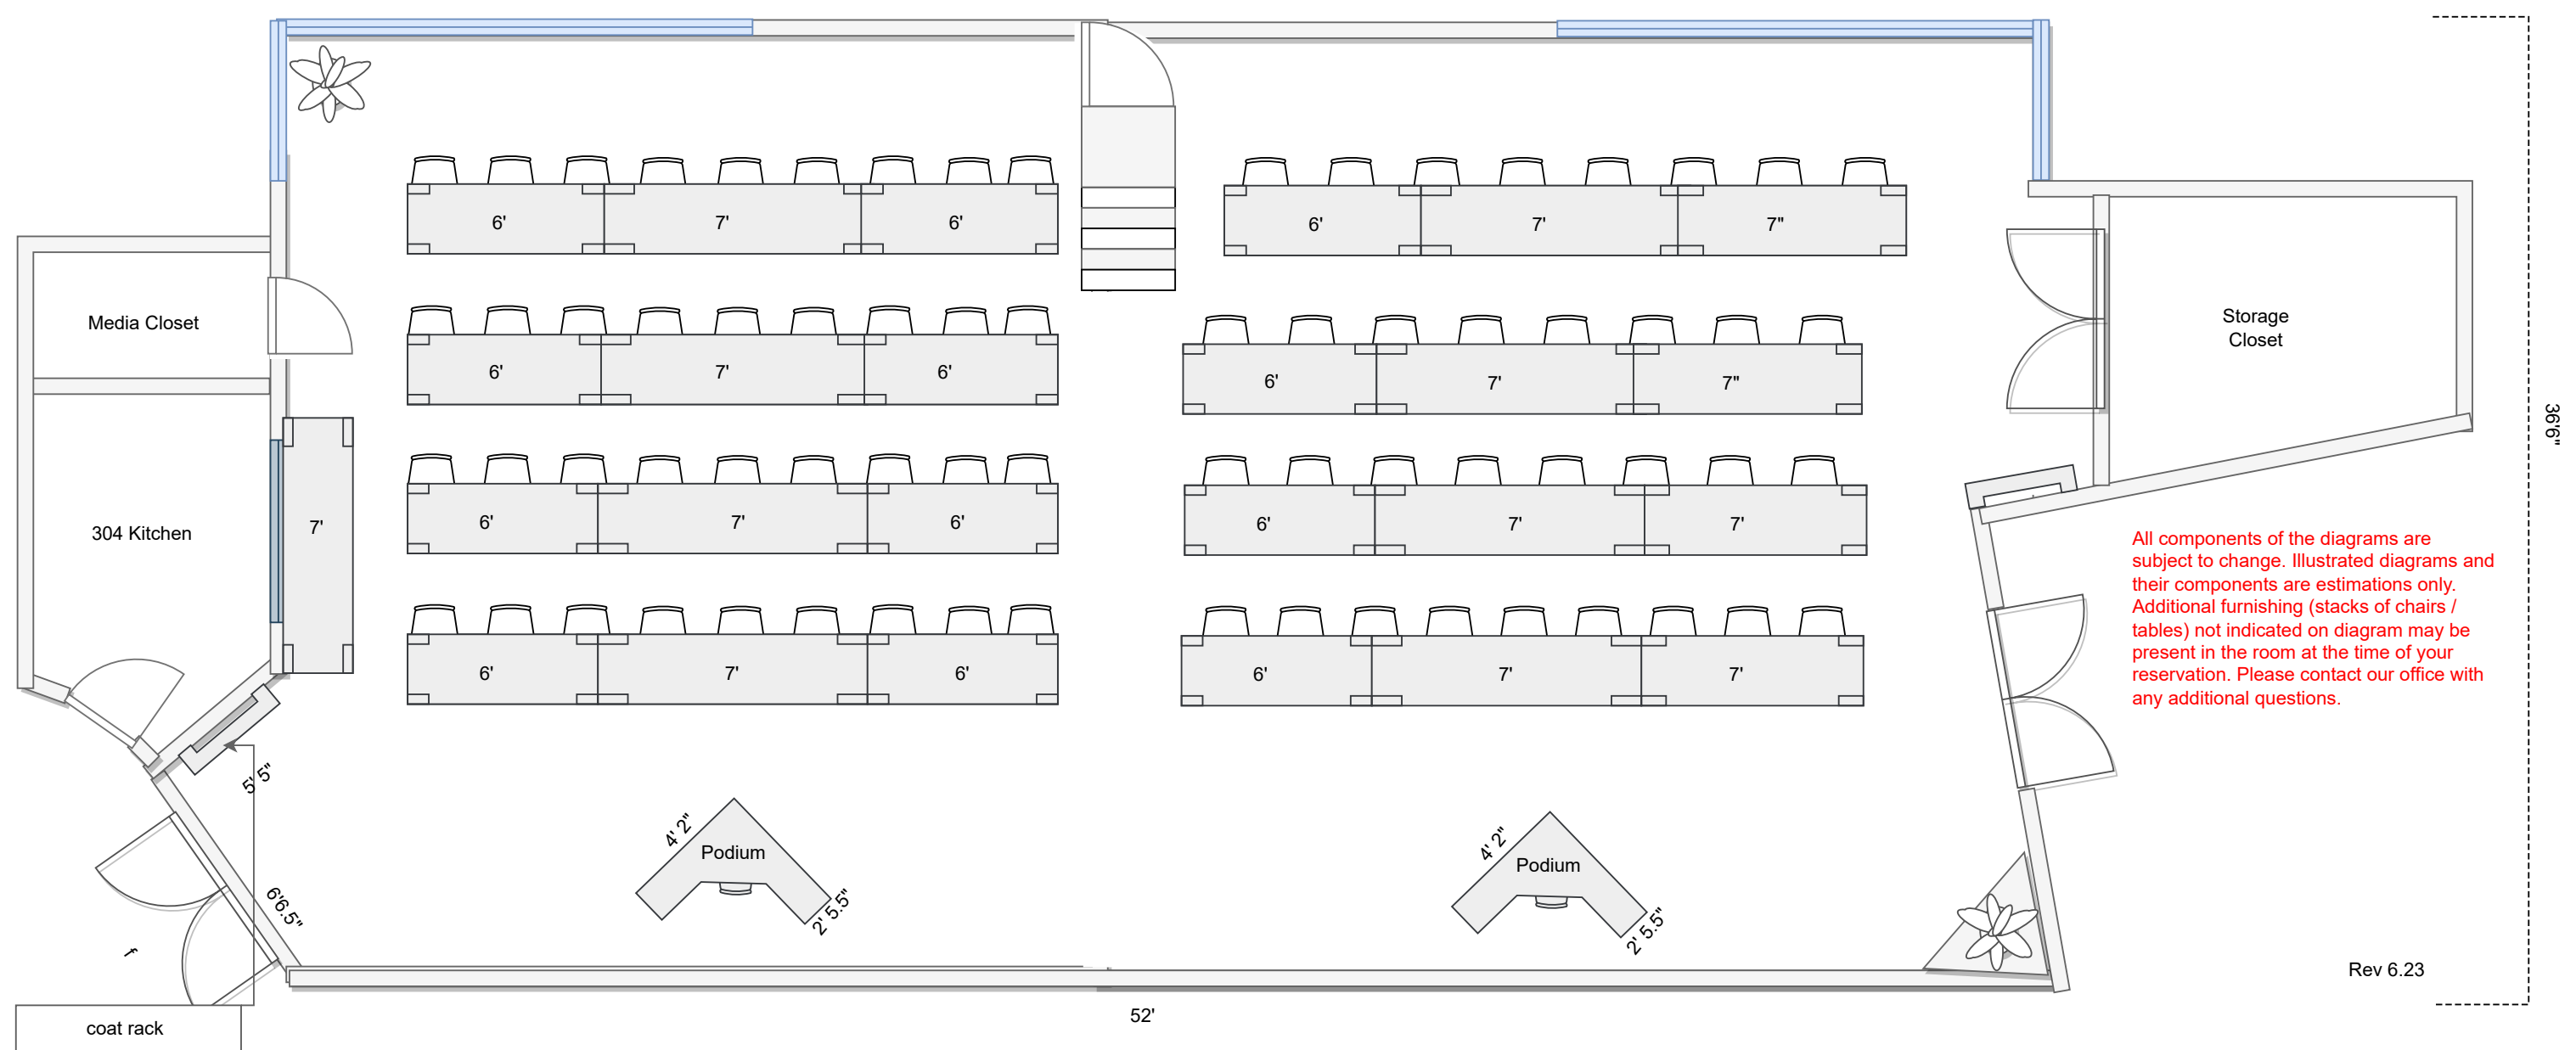 6'
7'
6'
6'
7'
7"
Media Closet
Storage
Closet
6'
7'
6'
6'
7'
7"
36'6"
304 Kitchen
7'
6'
7'
6'
6'
7'
7'
All components of the diagrams are
subject to change. Illustrated diagrams and
their components are estimations only.
Additional furnishing (stacks of chairs /
tables) not indicated on diagram may be
present in the room at the time of your
reservation. Please contact our office with
any additional questions.
6'
7'
6'
6'
7'
7'
5' 5"
4' 2"
Podium
2' 5.5"
4' 2"
Podium
2' 5.5"
6'6.5"
f
Rev 6.23
52'
coat rack